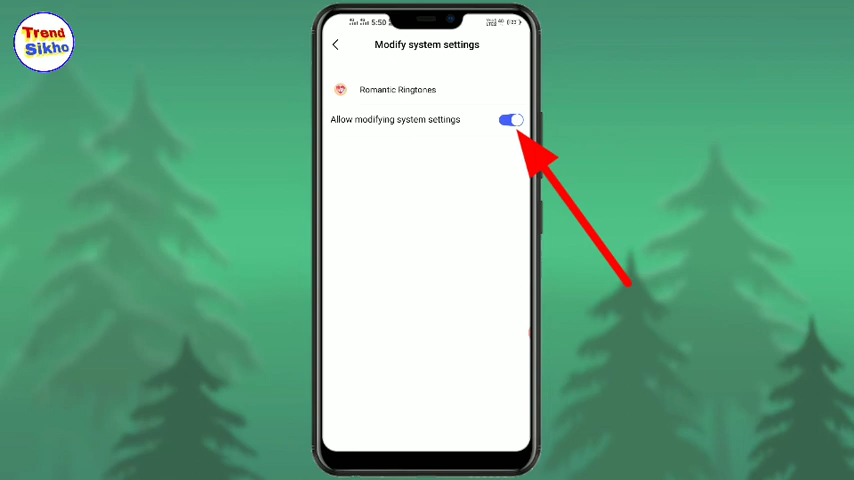 Trend
Sikho
5:50
Modify system settings
Romantic Ringtones
Allow modifying system settings